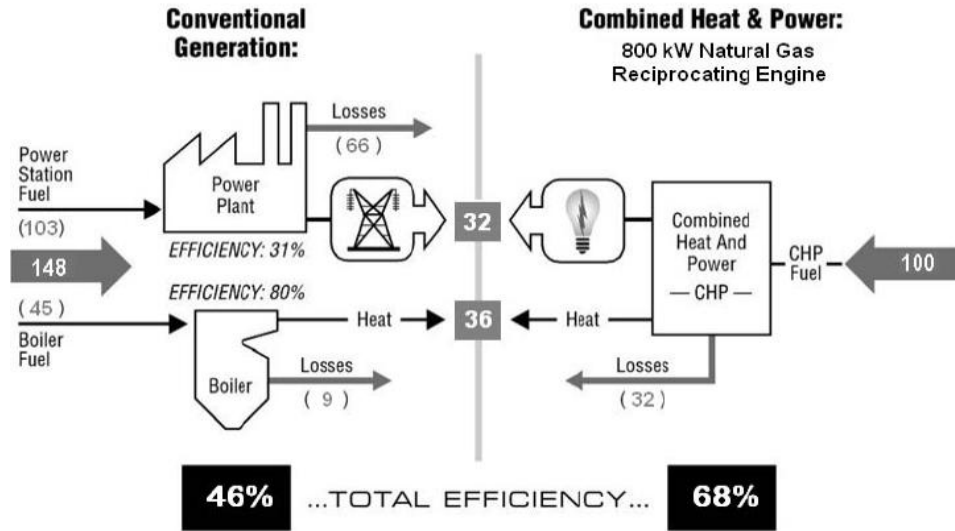 Conventional
Generation:
Combined Heat & Power:
800 kW Natural Gas
Reciprocating Engine
Losses
( 66 )
Power
Station
Fuel
(103)
Power
Plant
EFFICIENCY: 31%
32
Combined
Heat And
Power
— CHP —
CHP
Fuel
100
148
EFFICIENCY: 80%
( 45 )
Boiler
Fuel
Heat
36
Heat
Boiler
Losses
( 9 )
Losses
(32)
46% ...TOTAL EFFICIENCY... 68%